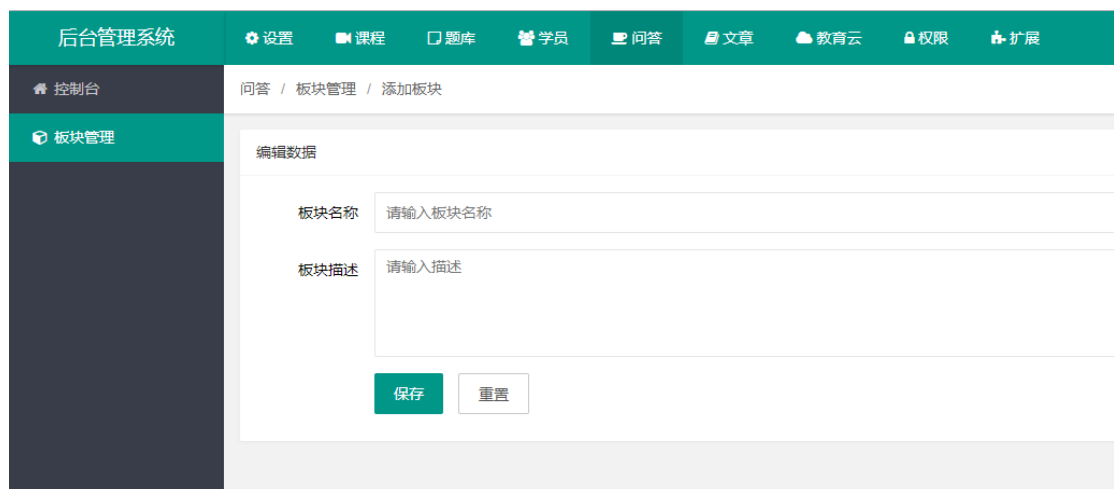 后台管理系统 设置 课程 题库 学员 问答 文章 教育云 权限 扩展
控制台 问答 / 板块管理 / 添加板块
板块管理
编辑数据
板块名称 请输入板块名称
板块描述 请输入描述
保存 重置